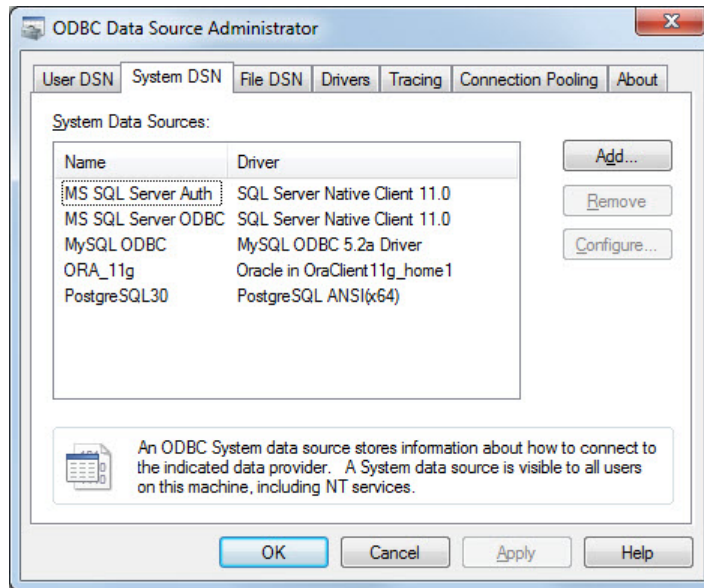 ODBC Data Source Administrator
User DSN System DSN File DSN Drivers Tracing Connection Pooling About
System Data Sources:
Name Driver
MS SQL Server Auth SQL Server Native Client 11.0
MS SQL Server ODBC SQL Server Native Client 11.0
MySQL ODBC MySQL ODBC 5.2a Driver
ORA_11g Oracle in OraClient11g_home1
PostgreSQL30 PostgreSQL ANSI(x64)
Add...
Remove
Configure...
An ODBC System data source stores information about how to connect to
the indicated data provider. A System data source is visible to all users
on this machine, including NT services.
OK Cancel Apply Help